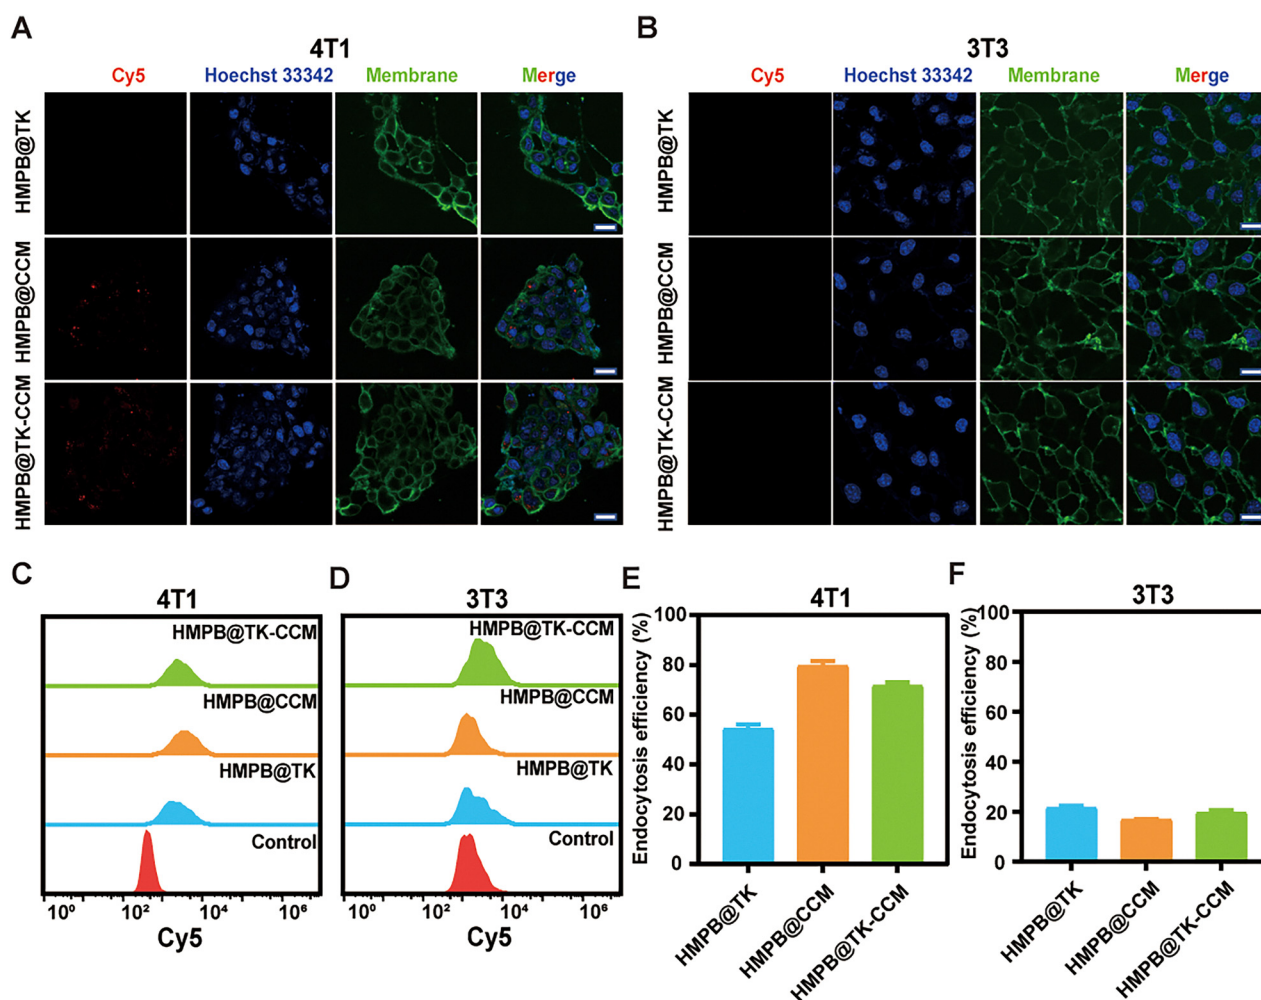 A
4T1
Cy5 Hoechst 33342 Membrane Merge
HMPB@TK
HMPB@CCM
HMPB@TK-CCM
B
3T3
Cy5 Hoechst 33342 Membrane Merge
HMPB@TK
HMPB@CCM
HMPB@TK-CCM
C
4T1
HMPB@TK-CCM
HMPB@CCM
HMPB@TK
Control
10⁰ 10² 10⁴ 10⁶
Cy5
D
3T3
HMPB@TK-CCM
HMPB@CCM
HMPB@TK
Control
10⁰ 10² 10⁴ 10⁶
Cy5
E
4T1
Endocytosis efficiency (%)
100
80
60
40
20
0
HMPB@TK
HMPB@CCM
HMPB@TK-CCM
F
3T3
Endocytosis efficiency (%)
100
80
60
40
20
0
HMPB@TK
HMPB@CCM
HMPB@TK-CCM